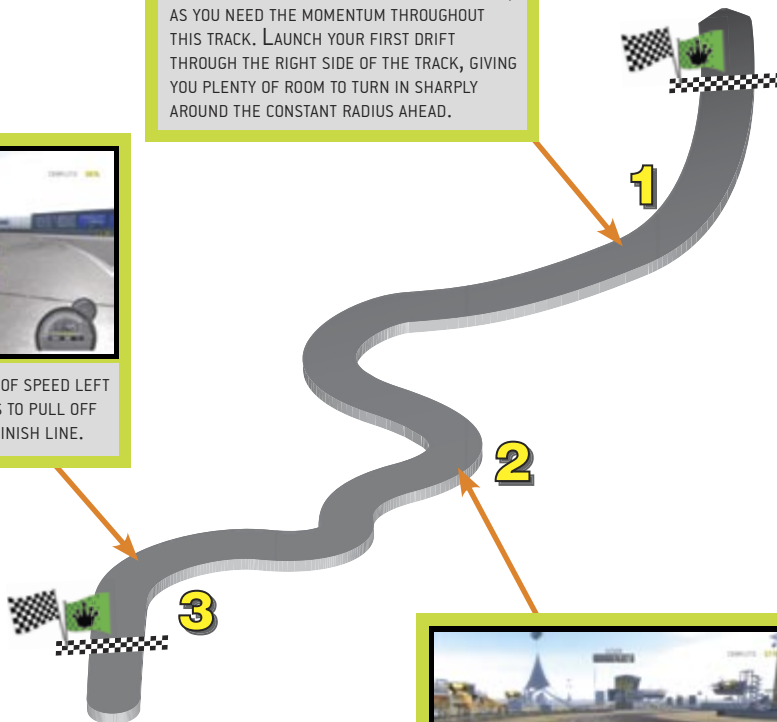 AS YOU NEED THE MOMENTUM THROUGHOUT
THIS TRACK. LAUNCH YOUR FIRST DRIFT
THROUGH THE RIGHT SIDE OF THE TRACK, GIVING
YOU PLENTY OF ROOM TO TURN IN SHARPLY
AROUND THE CONSTANT RADIUS AHEAD.
1
COMPLETE
OF SPEED LEFT
TO PULL OFF
INISH LINE.
2
3
COMPLETE